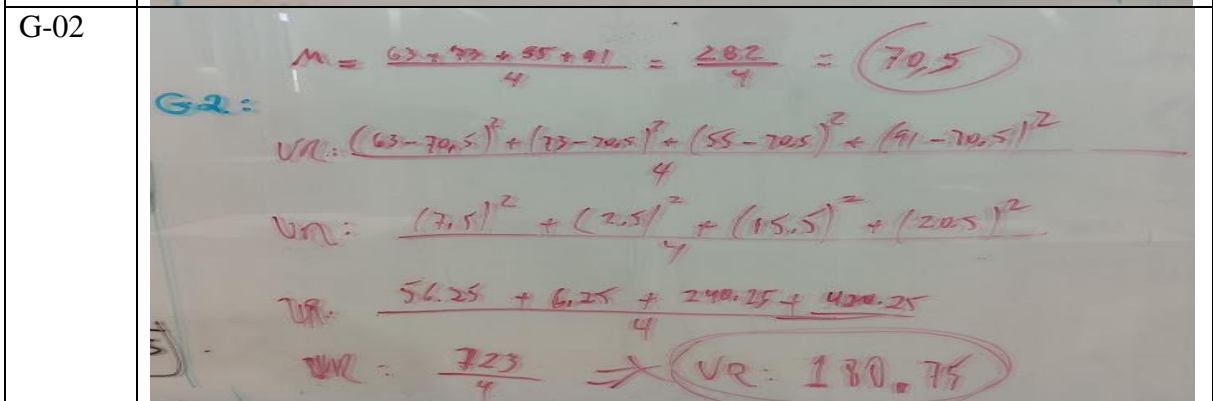 G-02
M = (63 + 73 + 55 + 91)/4 = 282/4 = 70,5
G2:
VR: ((63-70,5)² + (73-70,5)² + (55-70,5)² + (91-70,5)²)/4
VR: ((7,5)² + (2,5)² + (15,5)² + (20,5)²)/4
VR: (56.25 + 6,25 + 240.25 + 420.25)/4
VR: 723/4 ⇒ VR: 180.75